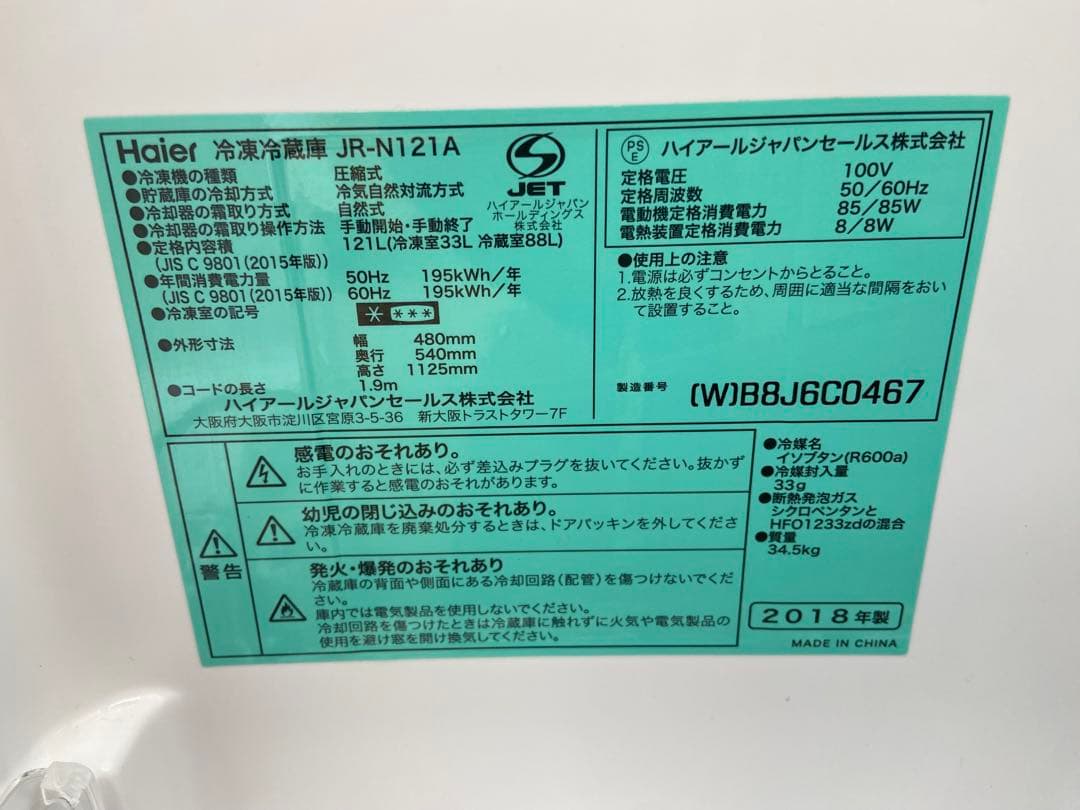 Haier 冷凍冷蔵庫 JR-N121A
●冷凍機の種類 圧縮式
●貯蔵庫の冷却方式 冷気自然対流方式
●冷却器の霜取り方式 自然式
●冷却器の霜取り操作方法 手動開始・手動終了
●定格内容積 121L(冷凍室33L 冷蔵室88L)
(JIS C 9801(2015年版))
●年間消費電力量 50Hz 195kWh/年
(JIS C 9801(2015年版)) 60Hz 195kWh/年
●冷凍室の記号 * ***
●外形寸法 幅 480mm
奥行 540mm
高さ 1125mm
●コードの長さ 1.9m
ハイアールジャパンセールス株式会社
大阪府大阪市淀川区宮原3-5-36 新大阪トラストタワー7F
S
JET
ハイアールジャパン
ホールディングス
株式会社
PS
E ハイアールジャパンセールス株式会社
定格電圧 100V
定格周波数 50/60Hz
電動機定格消費電力 85/85W
電熱装置定格消費電力 8/8W
●使用上の注意
1.電源は必ずコンセントからとること。
2.放熱を良くするため、周囲に適当な間隔をおい
て設置すること。
製造番号 (W)B8J6C0467
警告
感電のおそれあり。
お手入れのときには、必ず差込みプラグを抜いてください。抜かず
に作業すると感電のおそれがあります。
幼児の閉じ込みのおそれあり。
冷凍冷蔵庫を廃棄処分するときは、ドアパッキンを外してくださ
い。
発火・爆発のおそれあり
冷蔵庫の背面や側面にある冷却回路(配管)を傷つけないでくだ
さい。
庫内では電気製品を使用しないでください。
冷却回路を傷つけたときは冷蔵庫に触れずに火気や電気製品の
使用を避け窓を開け換気してください。
●冷媒名
イソブタン(R600a)
●冷媒封入量
33g
●断熱発泡ガス
シクロペンタンと
HFO1233zdの混合
●質量
34.5kg
2018年製
MADE IN CHINA